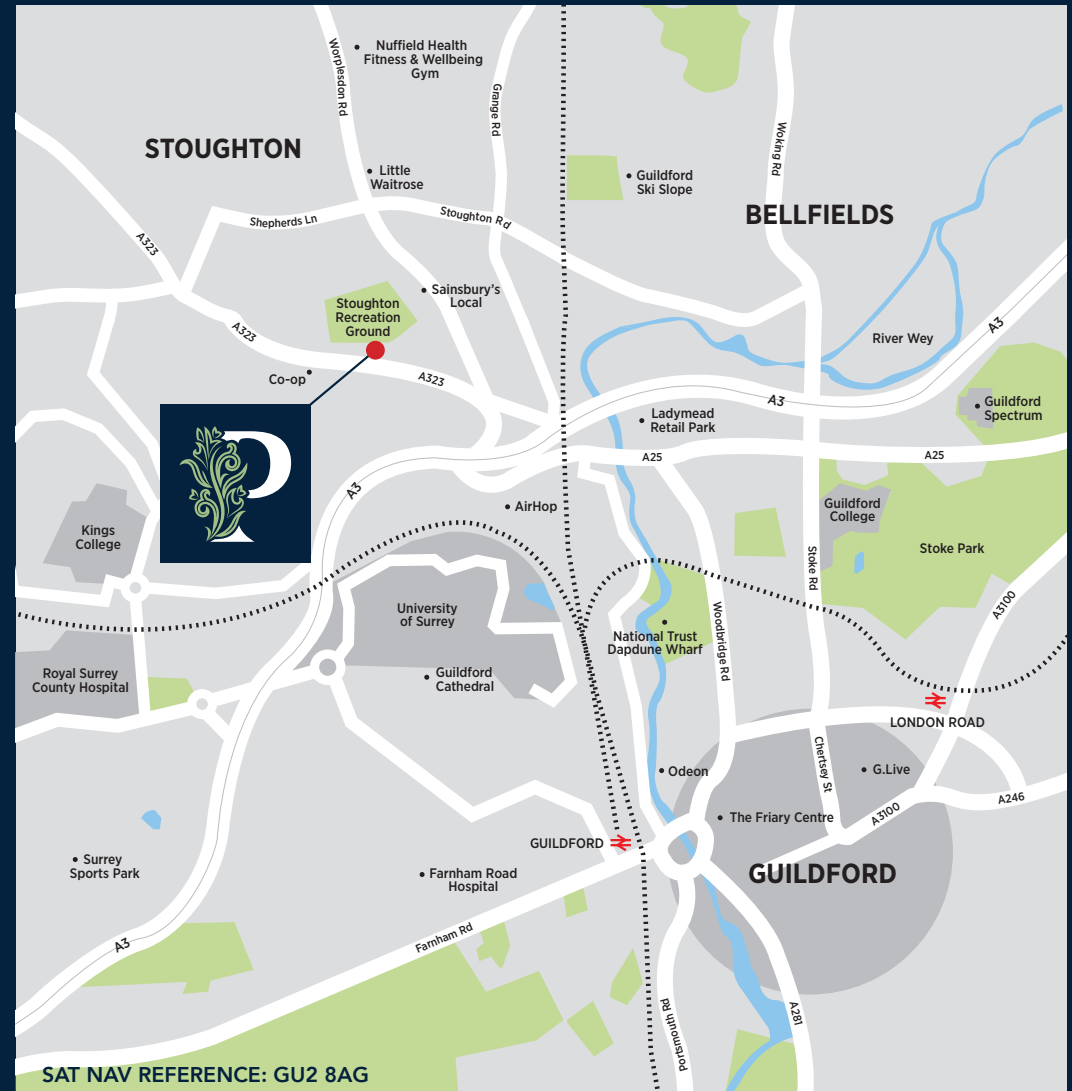 Nuffield Health
Fitness & Wellbeing
Gym
Worplesdon Rd
Grange Rd
Woking Rd
STOUGHTON
Little
Waitrose
Guildford
Ski Slope
BELLFIELDS
Shepherds Ln
Stoughton Rd
A323
Sainsbury's
Local
Stoughton
Recreation
Ground
A323
River Wey
A3
Co-op
A323
A3
Guildford
Spectrum
Ladymead
Retail Park
P
A25
A25
A3
AirHop
Guildford
College
Kings
College
Stoke Park
Stoke Rd
A3100
University
of Surrey
National Trust
Dapdune Wharf
Woodbridge Rd
Royal Surrey
County Hospital
Guildford
Cathedral
LONDON ROAD
Chertsey St
Odeon
G.Live
A246
The Friary Centre
A3100
GUILDFORD
Surrey
Sports Park
Farnham Road
Hospital
GUILDFORD
Farnham Rd
A3
A281
Portsmouth Rd
SAT NAV REFERENCE: GU2 8AG